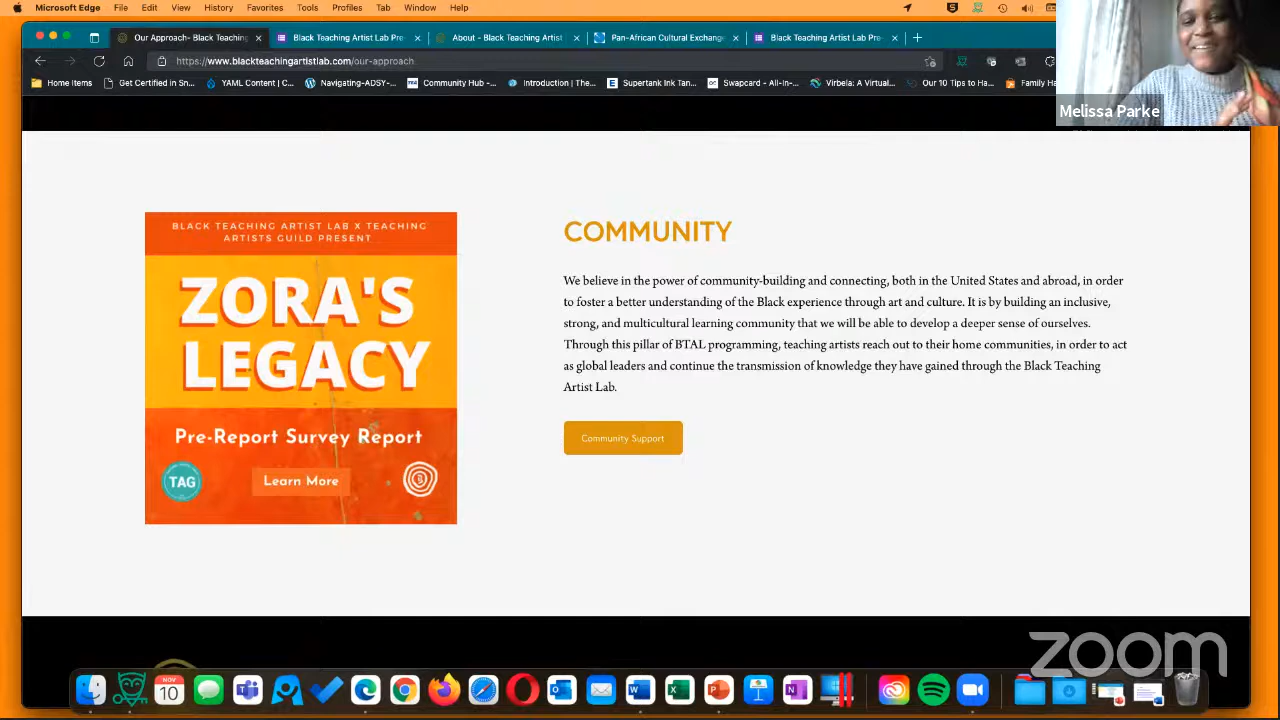 Microsoft Edge File Edit View History Favorites Tools Profiles Tab Window Help
Our Approach- Black Teaching Black Teaching Artist Lab Pre- About - Black Teaching Artist Pan-African Cultural Exchange Black Teaching Artist Lab Pre-
https://www.blackteachingartistlab.com/our-approach
Home Items Get Certified in Sn... YAML Content | C... Navigating-ADSY-... Community Hub -... Introduction | The... Supertank Ink Tan... Swapcard - All-in-... Virbela: A Virtual... Our 10 Tips to Ha... Family Ha
Melissa Parke
BLACK TEACHING ARTIST LAB X TEACHING
ARTISTS GUILD PRESENT
ZORA'S
LEGACY
Pre-Report Survey Report
TAG
Learn More
COMMUNITY
We believe in the power of community-building and connecting, both in the United States and abroad, in order
to foster a better understanding of the Black experience through art and culture. It is by building an inclusive,
strong, and multicultural learning community that we will be able to develop a deeper sense of ourselves.
Through this pillar of BTAL programming, teaching artists reach out to their home communities, in order to act
as global leaders and continue the transmission of knowledge they have gained through the Black Teaching
Artist Lab.
Community Support
zoom
NOV
10